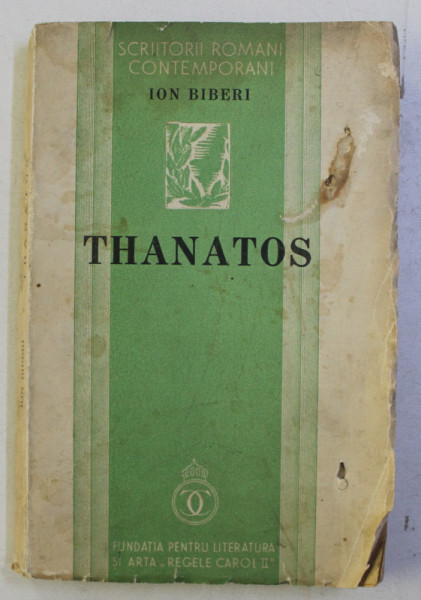 SCRIITORII ROMANI
CONTEMPORANI
ION BIBERI
THANATOS
FUNDATIA PENTRU LITERATURA
SI ARTA „REGELE CAROL II"